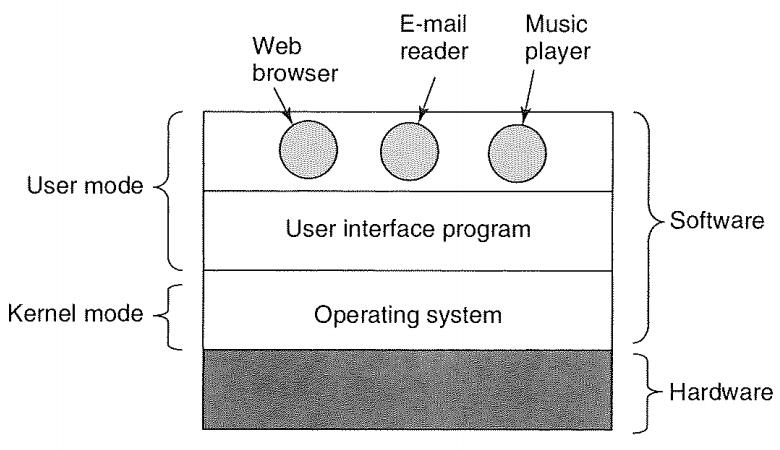 Web
browser
E-mail
reader
Music
player
User mode
User interface program
Software
Kernel mode
Operating system
Hardware